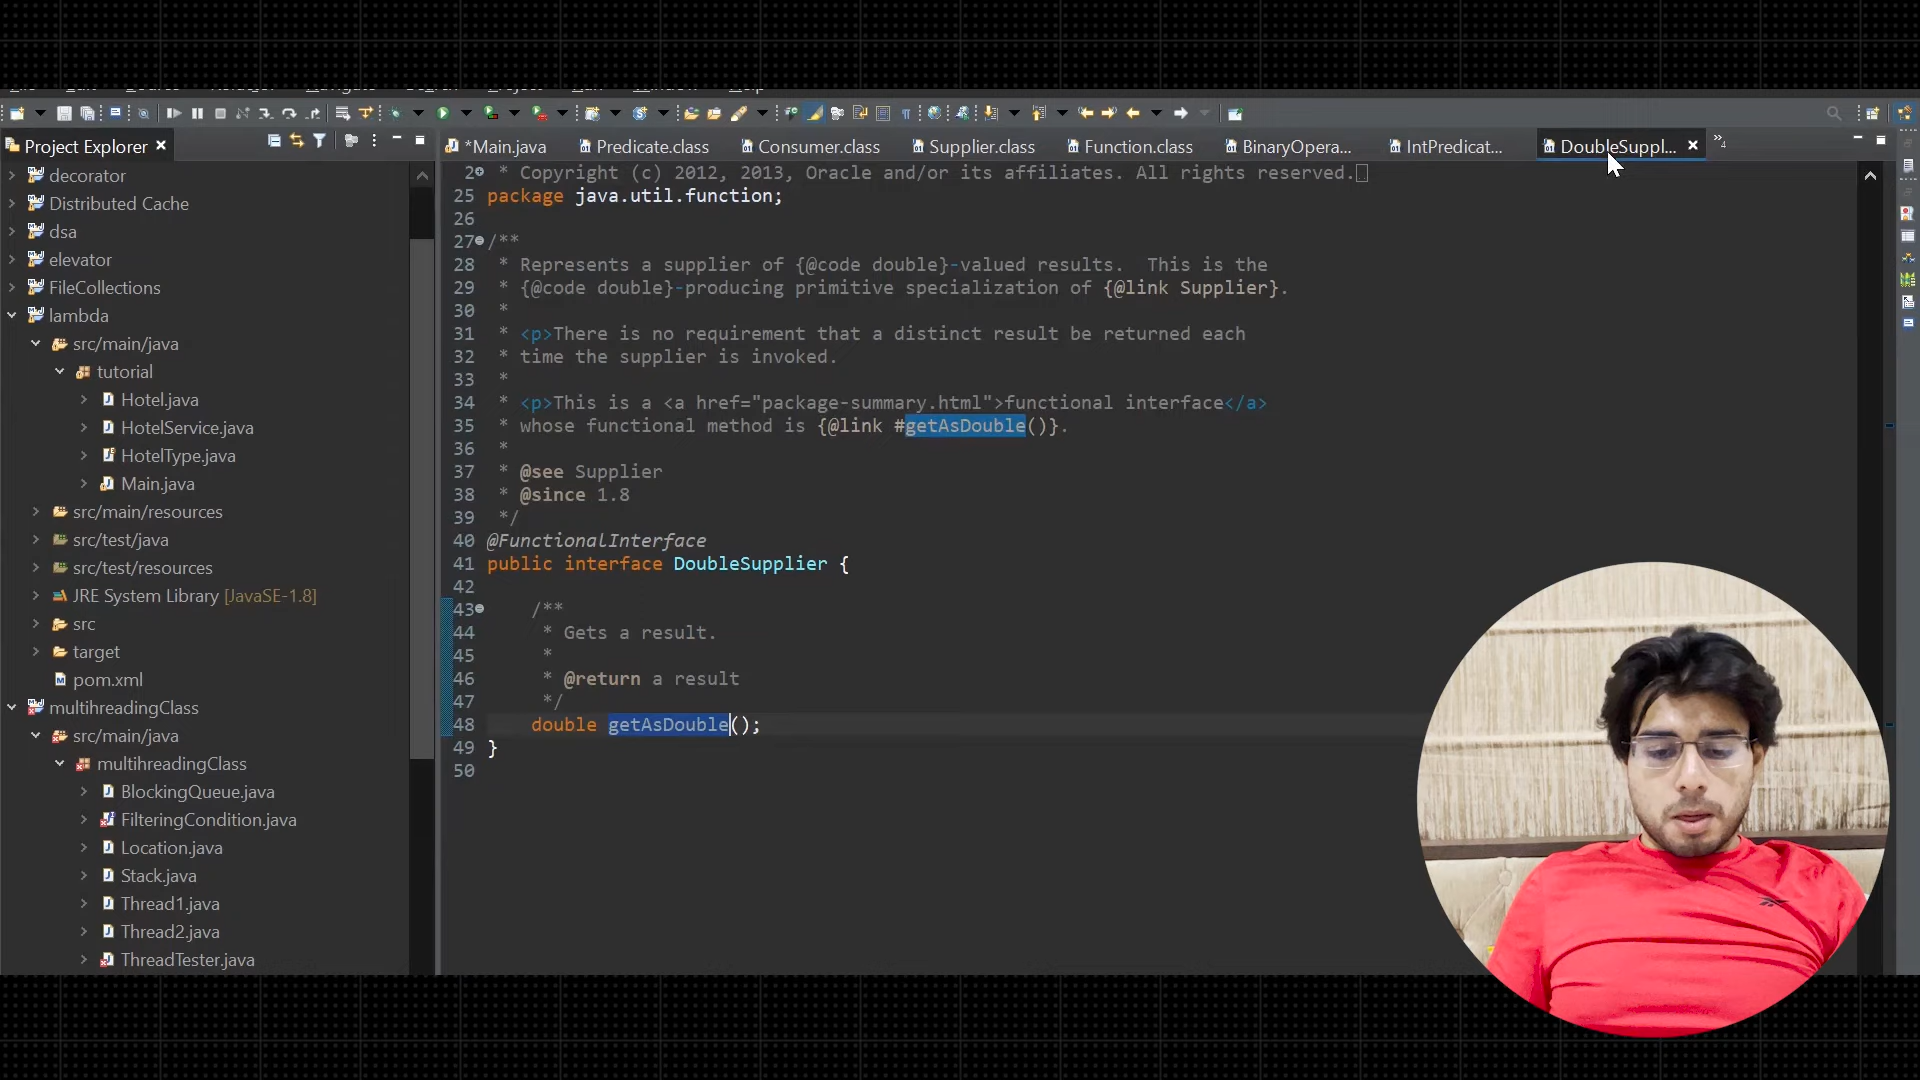 Project Explorer
decorator
Distributed Cache
dsa
elevator
FileCollections
lambda
src/main/java
tutorial
Hotel.java
HotelService.java
HotelType.java
Main.java
src/main/resources
src/test/java
src/test/resources
JRE System Library [JavaSE-1.8]
src
target
pom.xml
multihreadingClass
src/main/java
multihreadingClass
BlockingQueue.java
FilteringCondition.java
Location.java
Stack.java
Thread1.java
Thread2.java
ThreadTester.java
*Main.java Predicate.class Consumer.class Supplier.class Function.class BinaryOpera... IntPredicat... DoubleSuppl... »4
2 * Copyright (c) 2012, 2013, Oracle and/or its affiliates. All rights reserved.
25 package java.util.function;
26
27 /**
28 * Represents a supplier of {@code double}-valued results.  This is the
29 * {@code double}-producing primitive specialization of {@link Supplier}.
30 *
31 * <p>There is no requirement that a distinct result be returned each
32 * time the supplier is invoked.
33 *
34 * <p>This is a <a href="package-summary.html">functional interface</a>
35 * whose functional method is {@link #getAsDouble()}.
36 *
37 * @see Supplier
38 * @since 1.8
39 */
40 @FunctionalInterface
41 public interface DoubleSupplier {
42
43 /**
44 * Gets a result.
45 *
46 * @return a result
47 */
48 double getAsDouble();
49 }
50